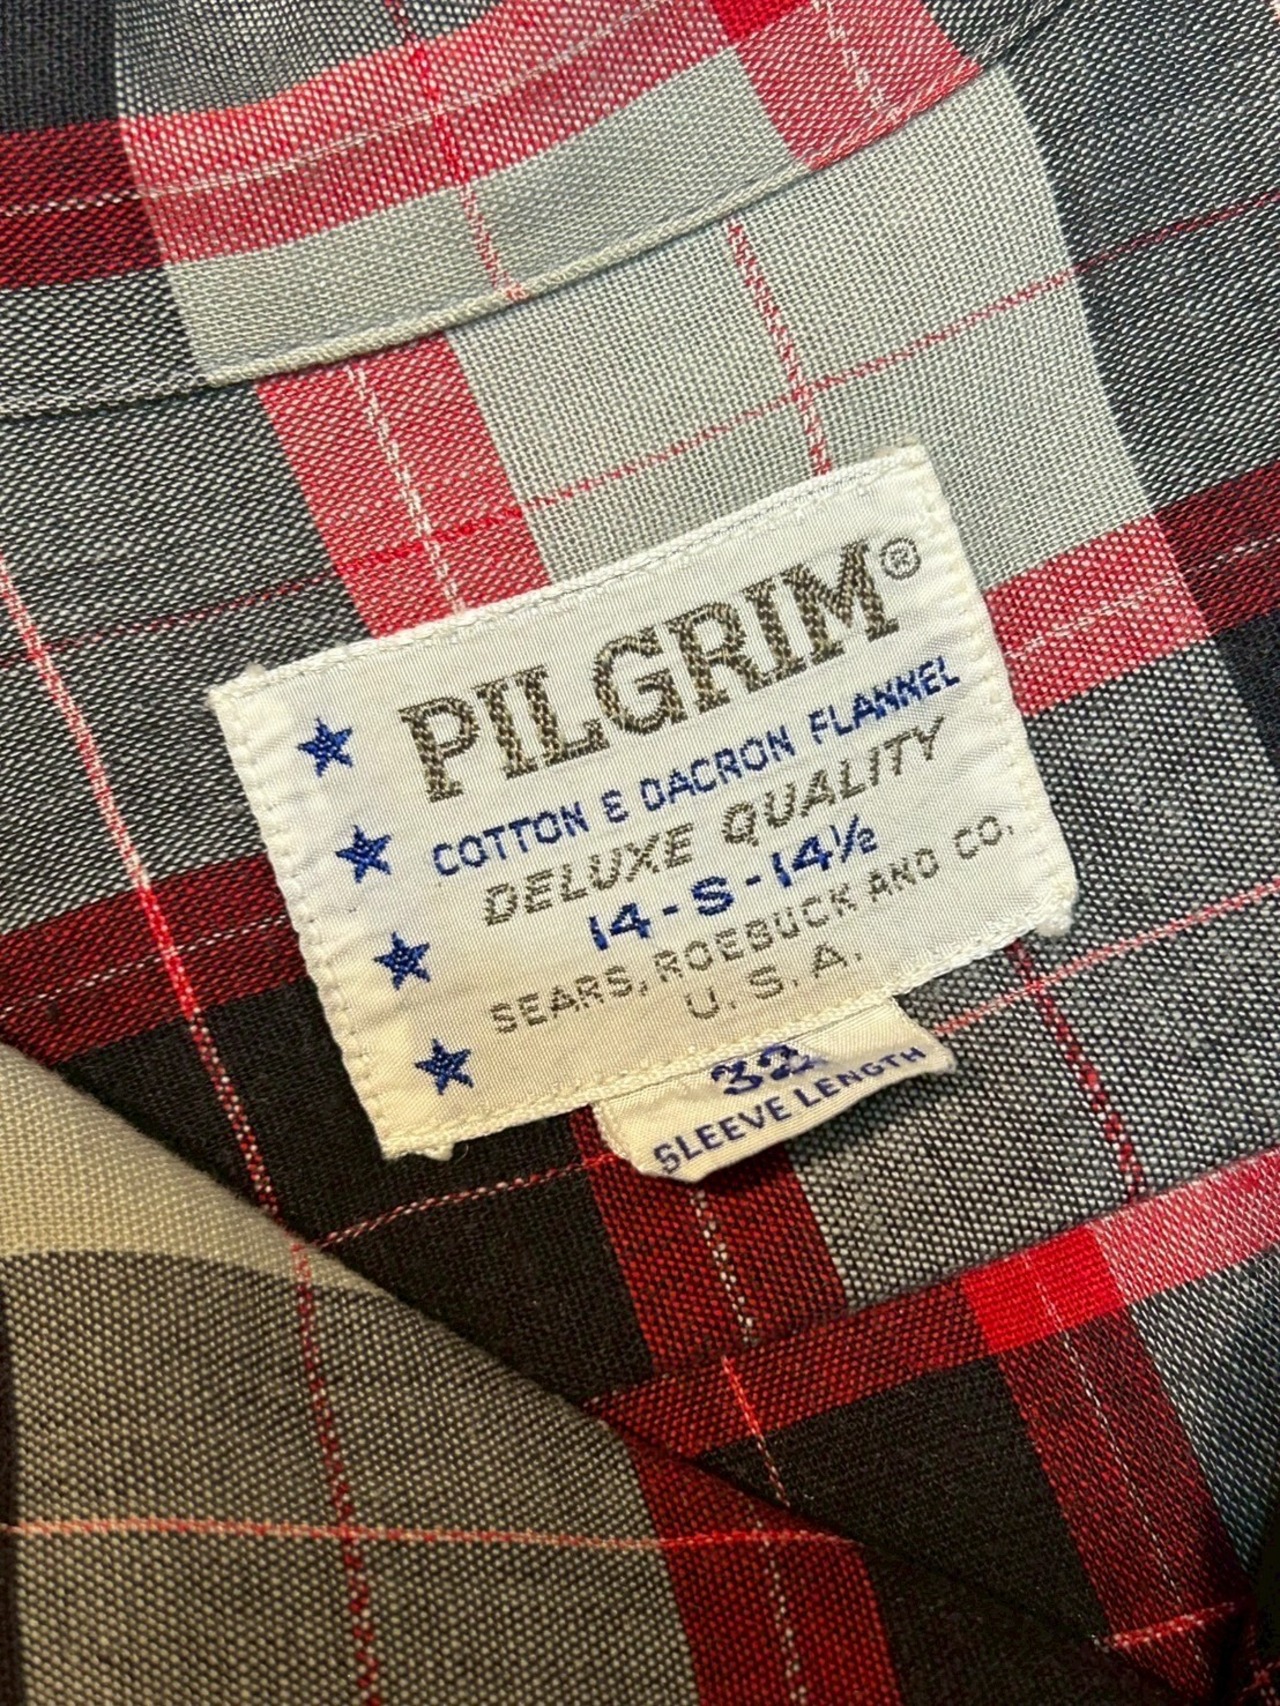 PILGRIM®
COTTON & DACRON FLANNEL
DELUXE QUALITY
14-S-14½
SEARS, ROEBUCK AND CO.
U.S.A.
32
SLEEVE LENGTH